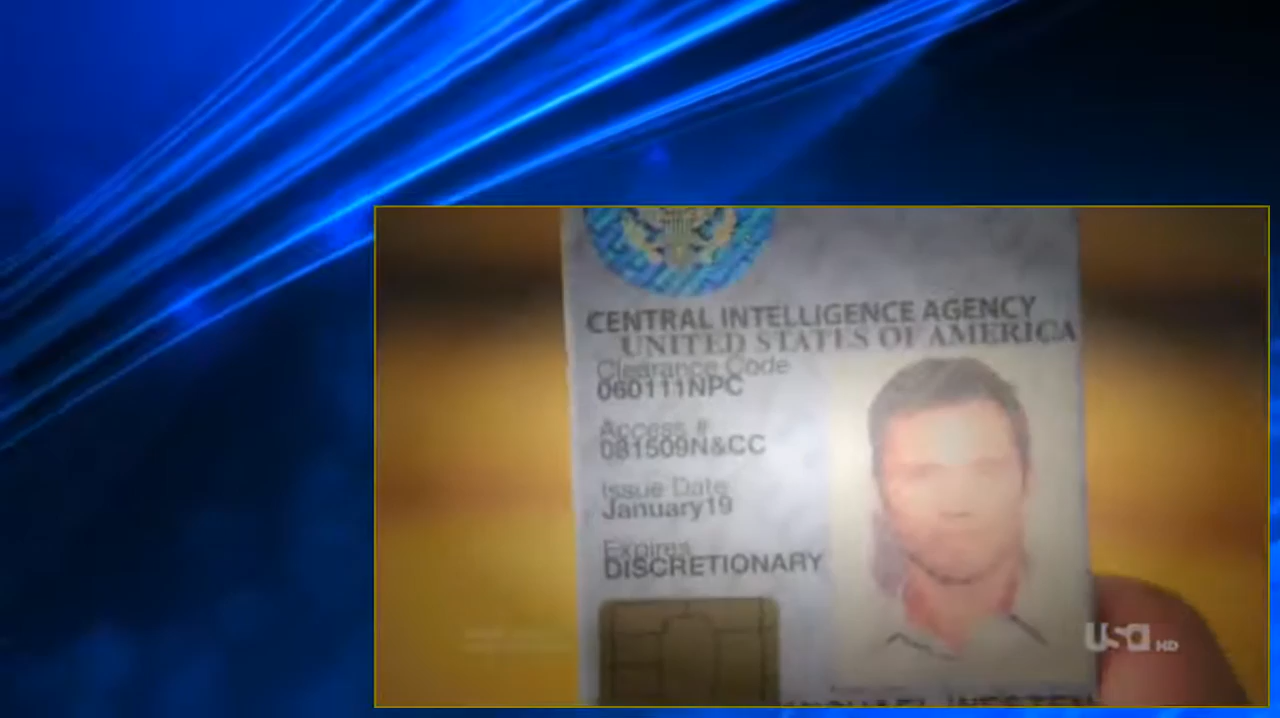 CENTRAL INTELLIGENCE AGENCY
UNITED STATES OF AMERICA
Clearance Code
060111NPC
Access #
081509N&CC
Issue Date
January19
Expires
DISCRETIONARY
USA HD